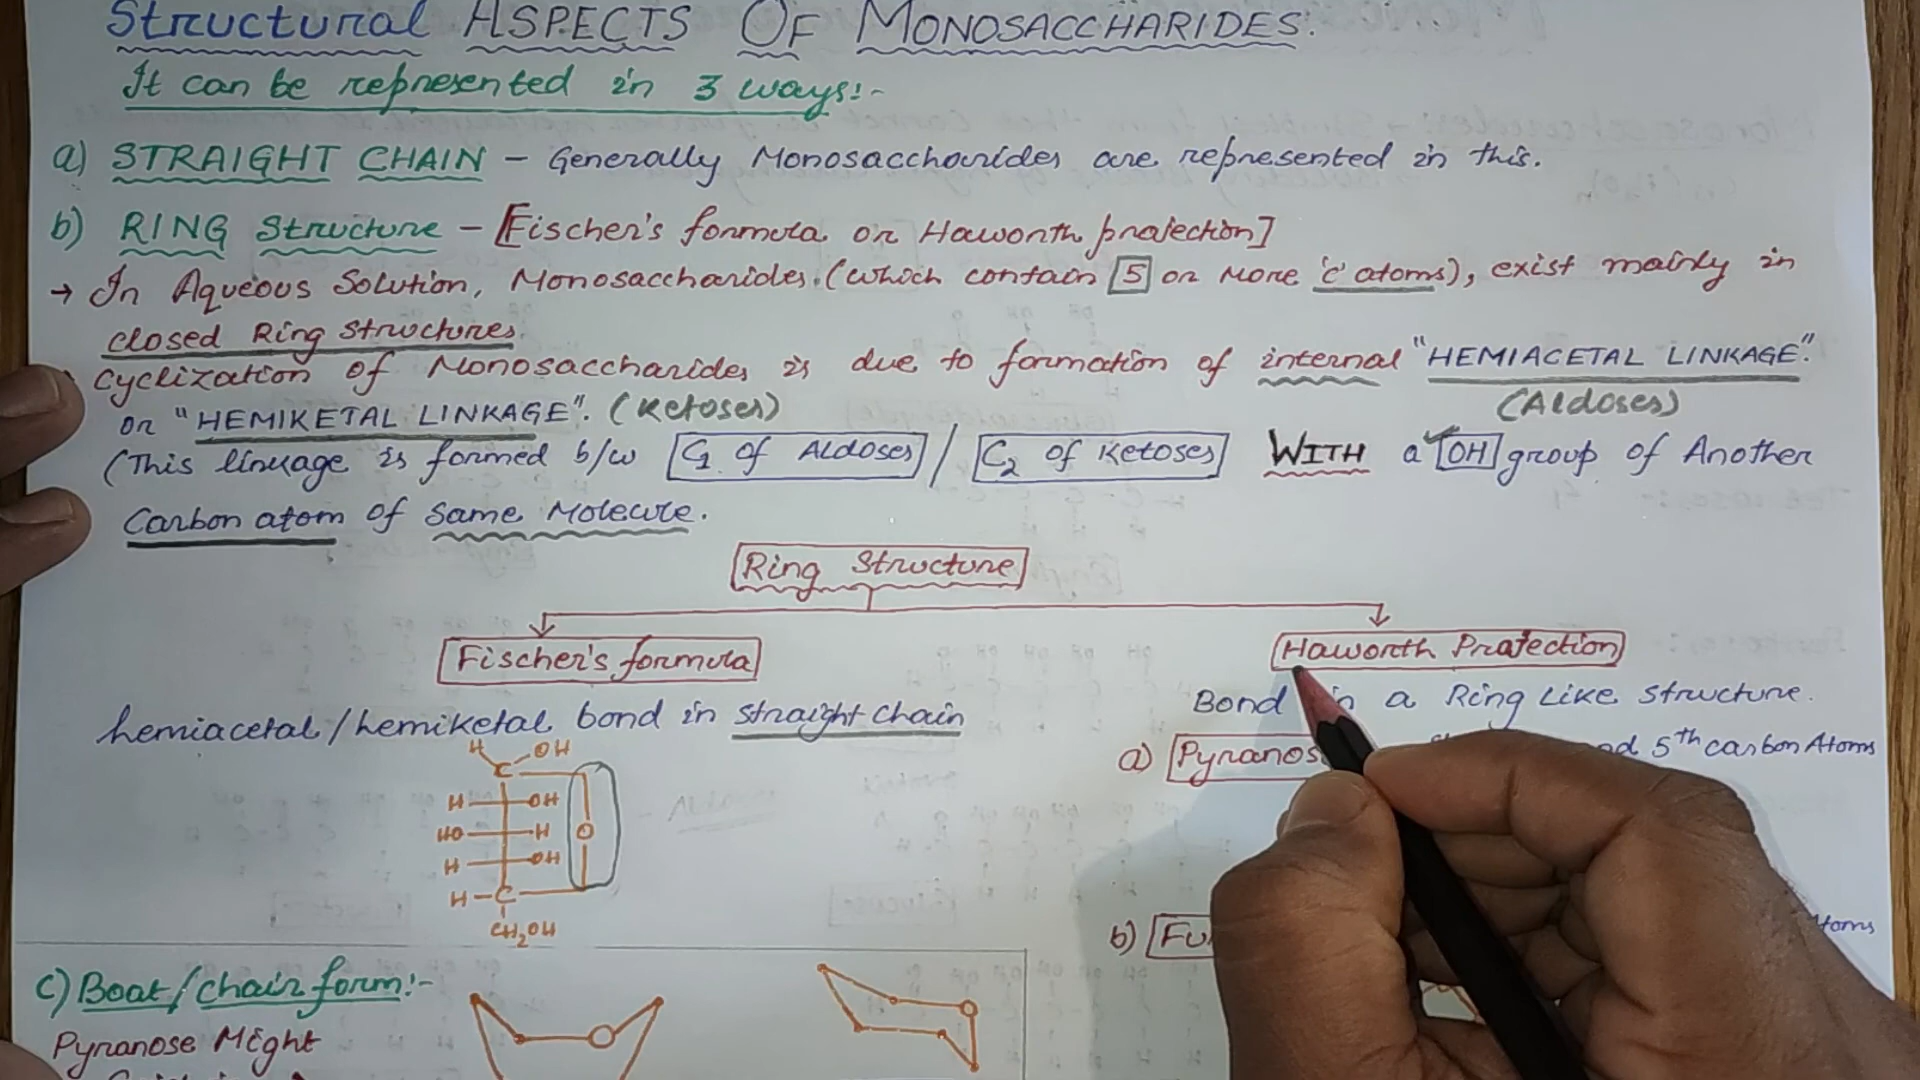 Structural ASPECTS OF MONOSACCHARIDES:
It can be represented in 3 ways:-
a) STRAIGHT CHAIN - Generally Monosaccharides are represented in this.
b) RING Structure - [Fischer's formula or Haworth projection]
→ In Aqueous Solution, Monosaccharides (which contain 5 or More 'c' atoms), exist mainly in
closed Ring Structures.
Cyclization of Monosaccharides is due to formation of internal "HEMIACETAL LINKAGE".
(Aldoses)
or "HEMIKETAL LINKAGE". (Ketoses)
(This linkage is formed b/w C1 of Aldoses / C2 of Ketoses WITH a OH group of Another
Carbon atom of Same Molecule.
Ring Structure
Fischer's formula
Haworth Projection
hemiacetal/hemiketal bond in straight chain
H OH
C
H OH
HO H
H OH
O
H-C
CH2OH
Bond in a Ring Like Structure.
a) Pyranos
5th carbon Atoms
b) Fu
Atoms
c) Boat/chair form:-
Pyranose Might